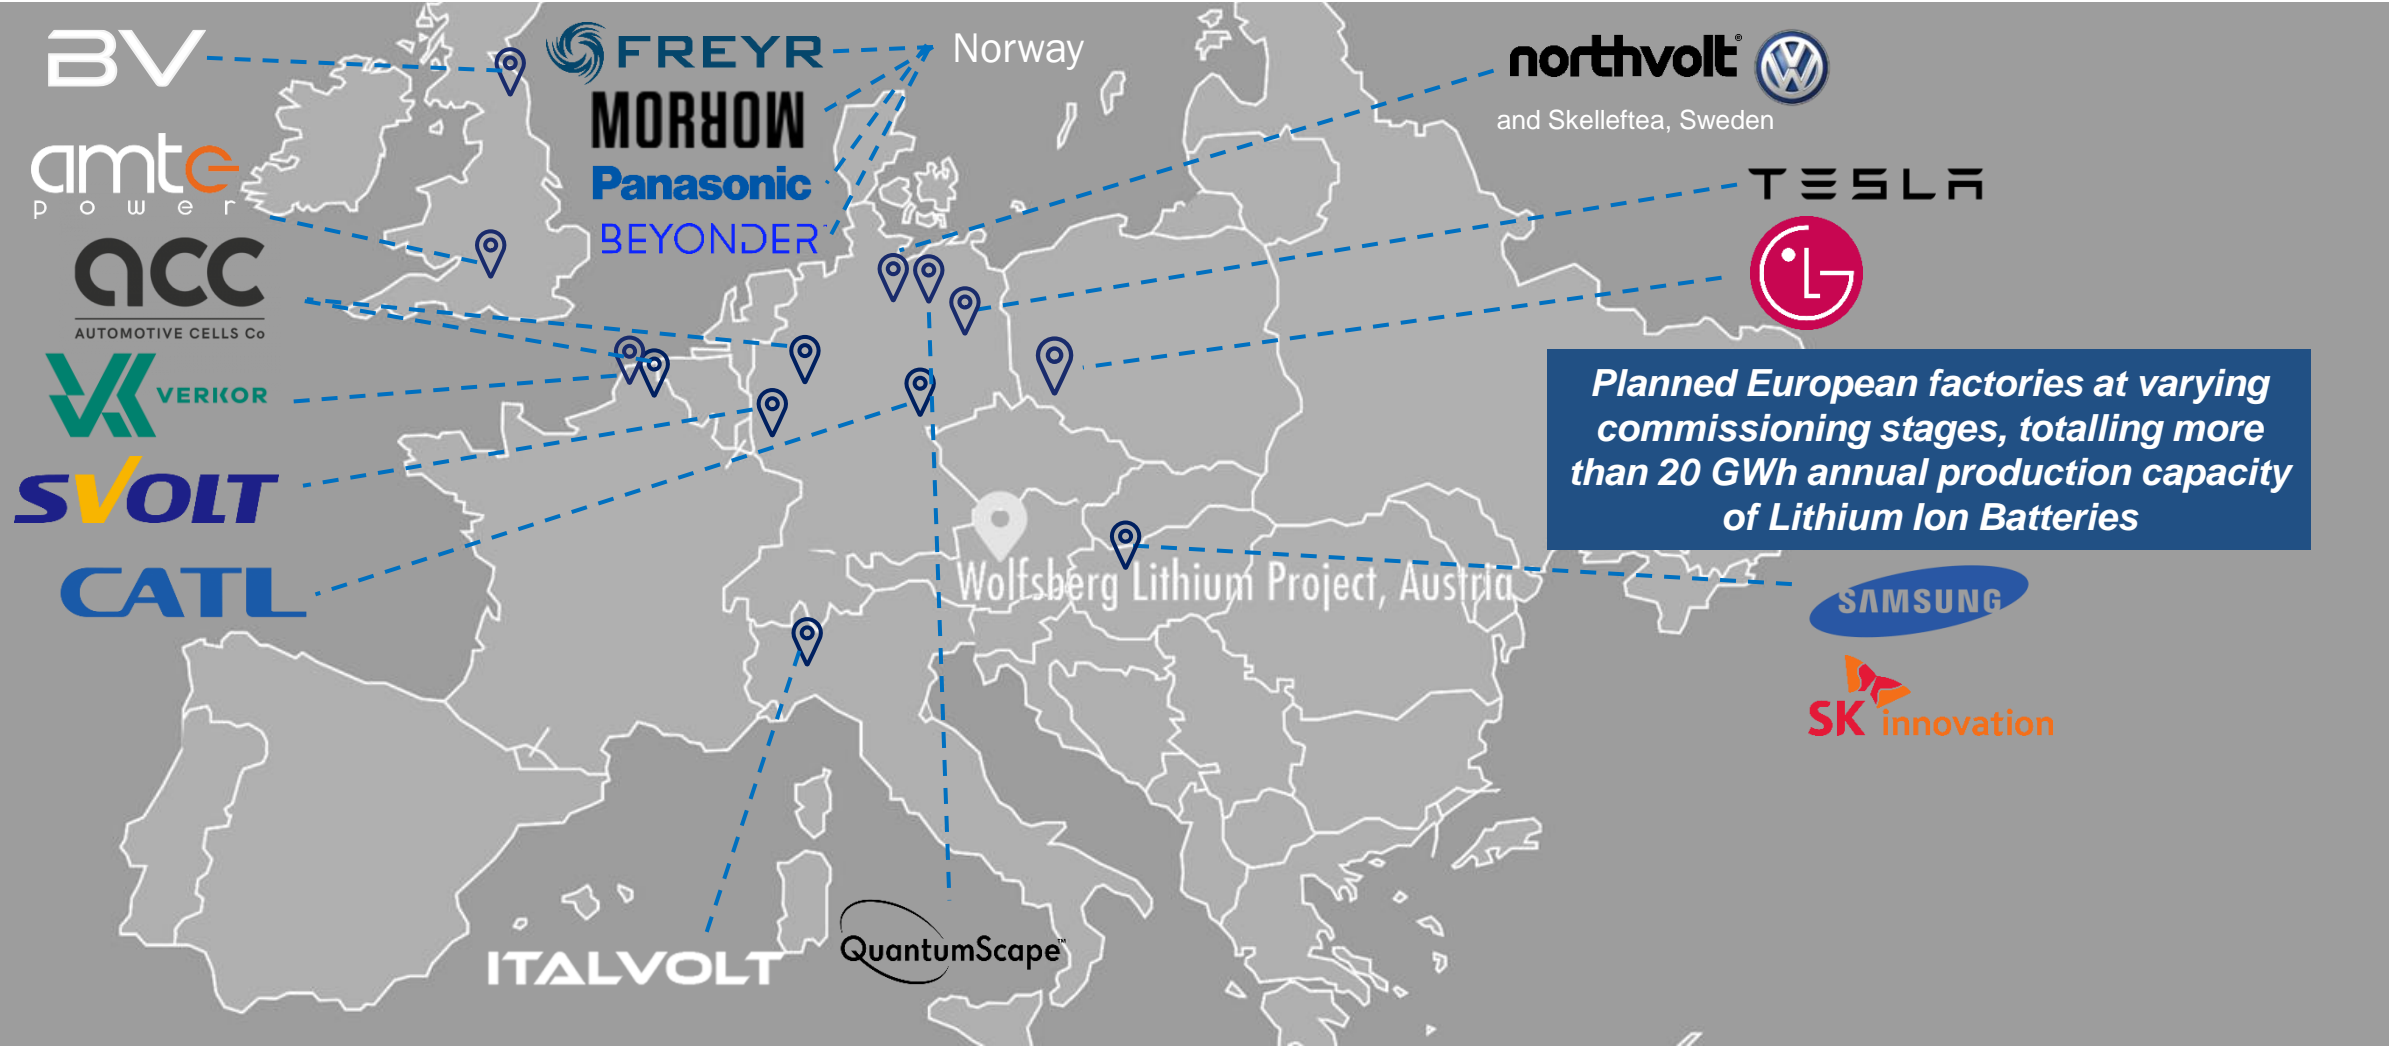 BV
amte
power
acc
AUTOMOTIVE CELLS Co
VERKOR
SVOLT
CATL
FREYR
MORROW
Panasonic
BEYONDER
Norway
northvolt®
and Skelleftea, Sweden
TESLA
LG
Planned European factories at varying
commissioning stages, totalling more
than 20 GWh annual production capacity
of Lithium Ion Batteries
Wolfsberg Lithium Project, Austria
SAMSUNG
SK innovation
ITALVOLT
QuantumScape™